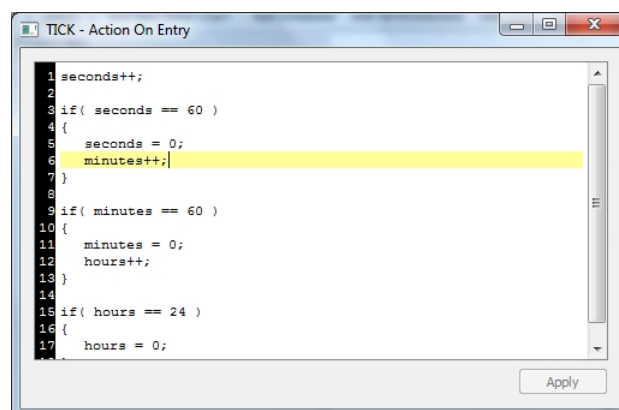 TICK - Action On Entry
1 seconds++;
2
3 if( seconds == 60 )
4 {
5 seconds = 0;
6 minutes++;
7 }
8
9 if( minutes == 60 )
10 {
11 minutes = 0;
12 hours++;
13 }
14
15 if( hours == 24 )
16 {
17 hours = 0;
Apply